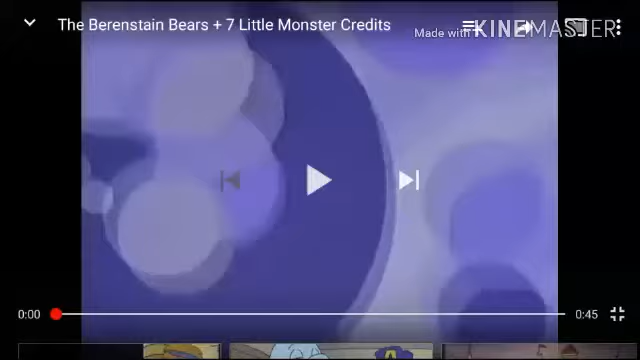 The Berenstain Bears + 7 Little Monster Credits
Made with KINEMASTER
0:00
0:45